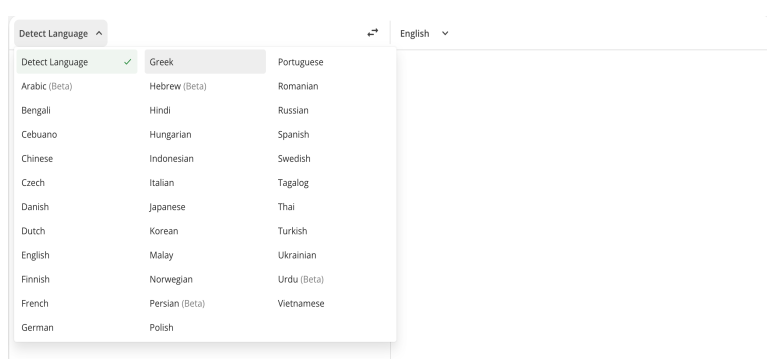 Detect Language
English
Detect Language
Arabic (Beta)
Bengali
Cebuano
Chinese
Czech
Danish
Dutch
English
Finnish
French
German
Greek
Hebrew (Beta)
Hindi
Hungarian
Indonesian
Italian
Japanese
Korean
Malay
Norwegian
Persian (Beta)
Polish
Portuguese
Romanian
Russian
Spanish
Swedish
Tagalog
Thai
Turkish
Ukrainian
Urdu (Beta)
Vietnamese